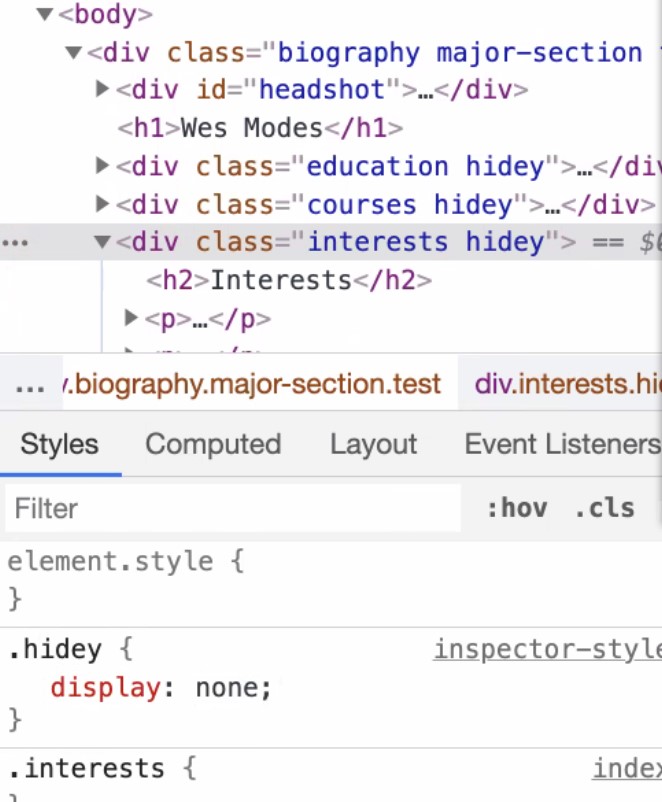 ▼<body>
▼<div class="biography major-section
▶<div id="headshot">…</div>
<h1>Wes Modes</h1>
▶<div class="education hidey">…</div
▶<div class="courses hidey">…</div>
… ▼<div class="interests hidey"> == $0
<h2>Interests</h2>
▶<p>…</p>
… .biography.major-section.test div.interests.hi
Styles Computed Layout Event Listeners
Filter :hov .cls
element.style {
}
.hidey { inspector-style
display: none;
}
.interests { index
}